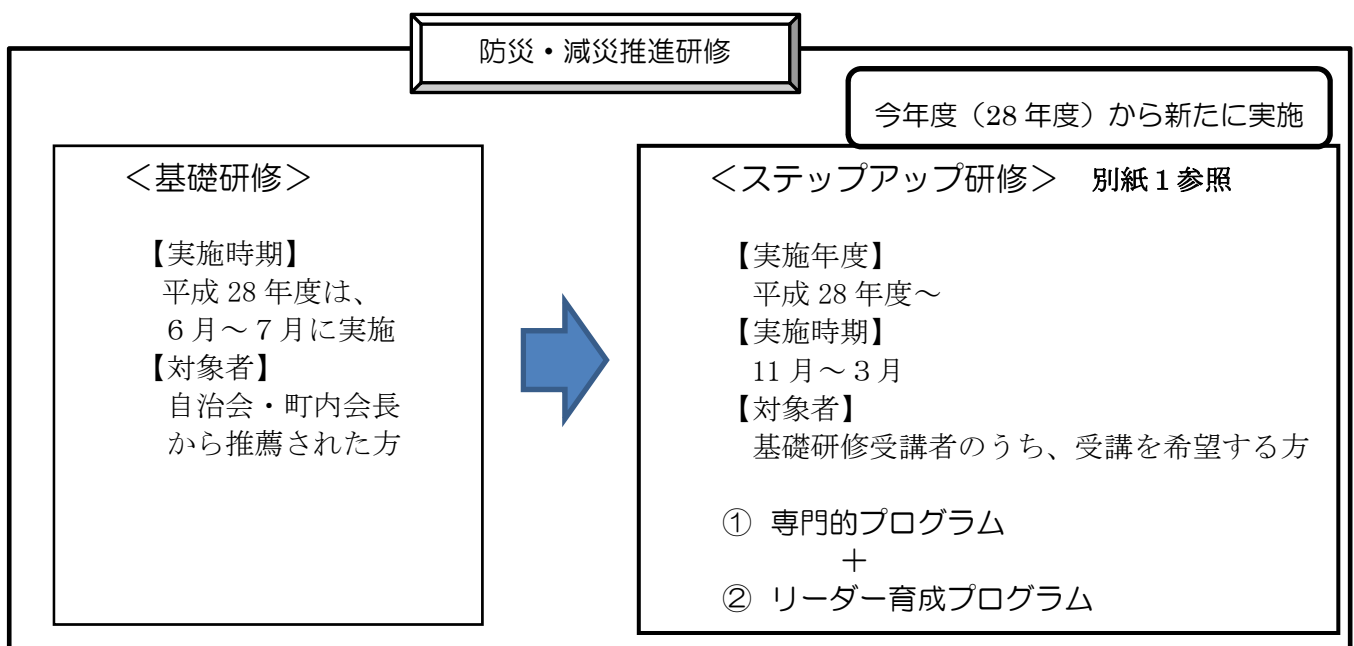 防災・減災推進研修
今年度（28 年度）から新たに実施
＜基礎研修＞
【実施時期】
平成 28 年度は、
６月～７月に実施
【対象者】
自治会・町内会長
から推薦された方
＜ステップアップ研修＞ 別紙１参照
【実施年度】
平成 28 年度～
【実施時期】
11 月～３月
【対象者】
基礎研修受講者のうち、受講を希望する方
① 専門的プログラム
＋
② リーダー育成プログラム